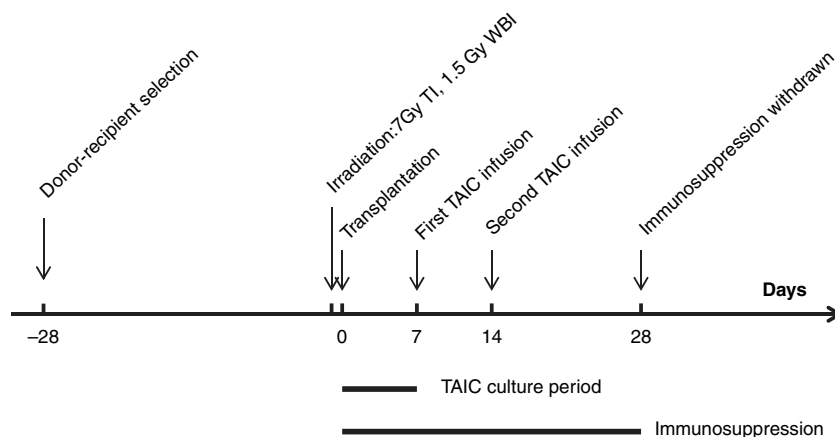 Donor-recipient selection
Irradiation:7Gy TI, 1.5 Gy WBI
Transplantation
First TAIC infusion
Second TAIC infusion
Immunosuppression withdrawn
Days
–28
0
7
14
28
TAIC culture period
Immunosuppression